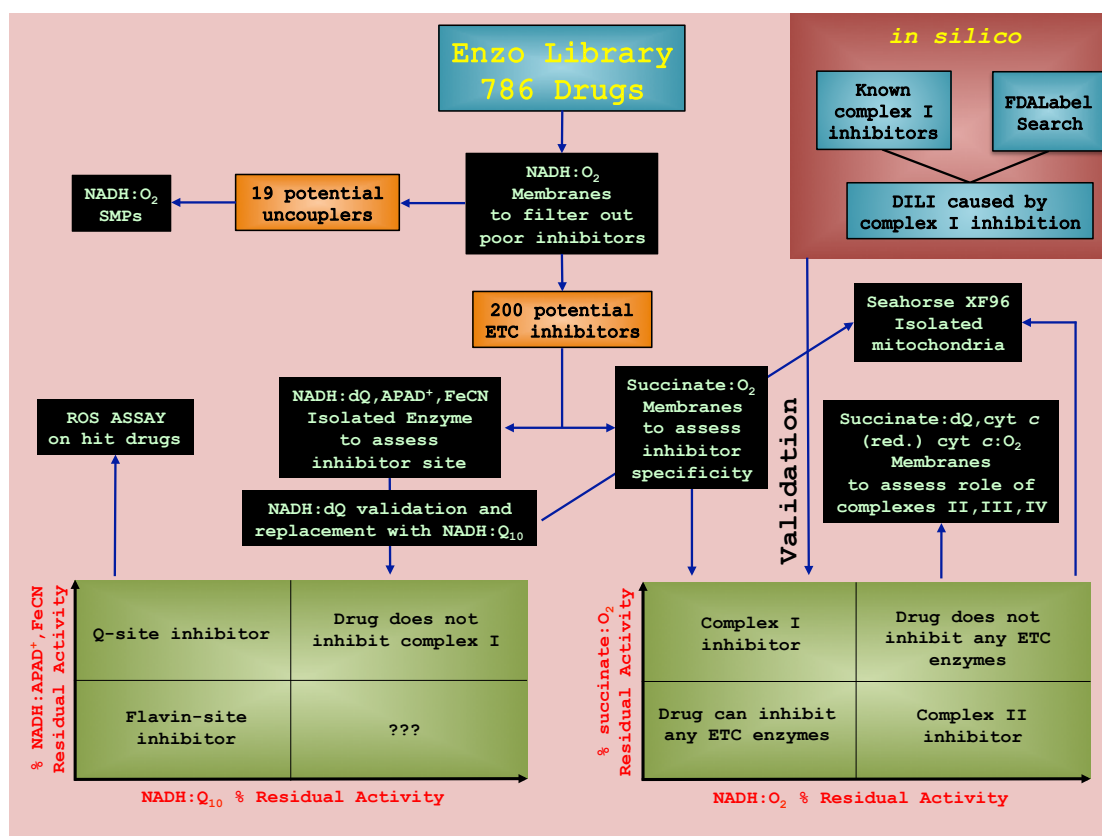 Enzo Library
786 Drugs
in silico
Known
complex I
inhibitors
FDALabel
Search
DILI caused by
complex I inhibition
NADH:O₂
Membranes
to filter out
poor inhibitors
19 potential
uncouplers
NADH:O₂
SMPs
200 potential
ETC inhibitors
Seahorse XF96
Isolated
mitochondria
NADH:dQ,APAD⁺,FeCN
Isolated Enzyme
to assess
inhibitor site
Succinate:O₂
Membranes
to assess
inhibitor
specificity
Validation
ROS ASSAY
on hit drugs
Succinate:dQ,cyt c
(red.) cyt c:O₂
Membranes
to assess role of
complexes II,III,IV
NADH:dQ validation and
replacement with NADH:Q₁₀
% NADH:APAD⁺,FeCN
Residual Activity
Q-site inhibitor
Drug does not
inhibit complex I
Flavin-site
inhibitor
???
NADH:Q₁₀ % Residual Activity
% succinate:O₂
Residual Activity
Complex I
inhibitor
Drug does not
inhibit any ETC
enzymes
Drug can inhibit
any ETC enzymes
Complex II
inhibitor
NADH:O₂ % Residual Activity